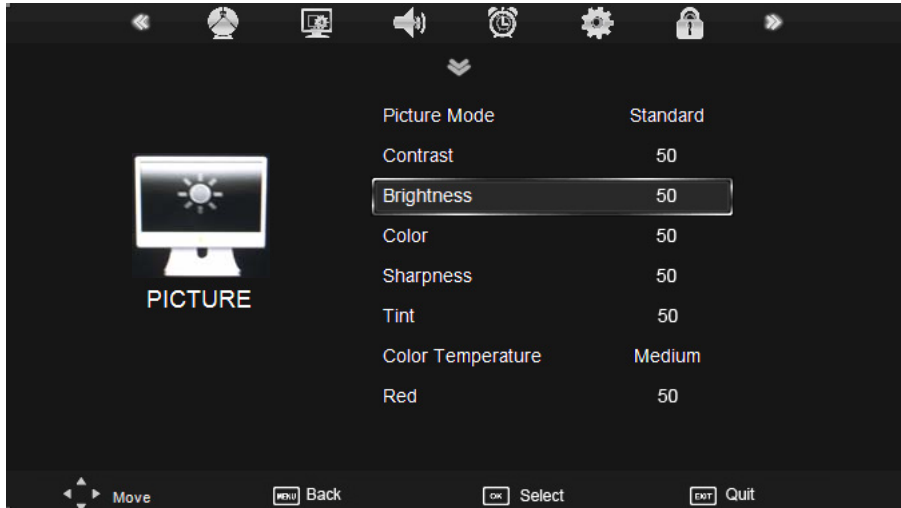 Picture Mode Standard
Contrast 50
Brightness 50
Color 50
Sharpness 50
PICTURE
Tint 50
Color Temperature Medium
Red 50
Move MENU Back OK Select EXIT Quit